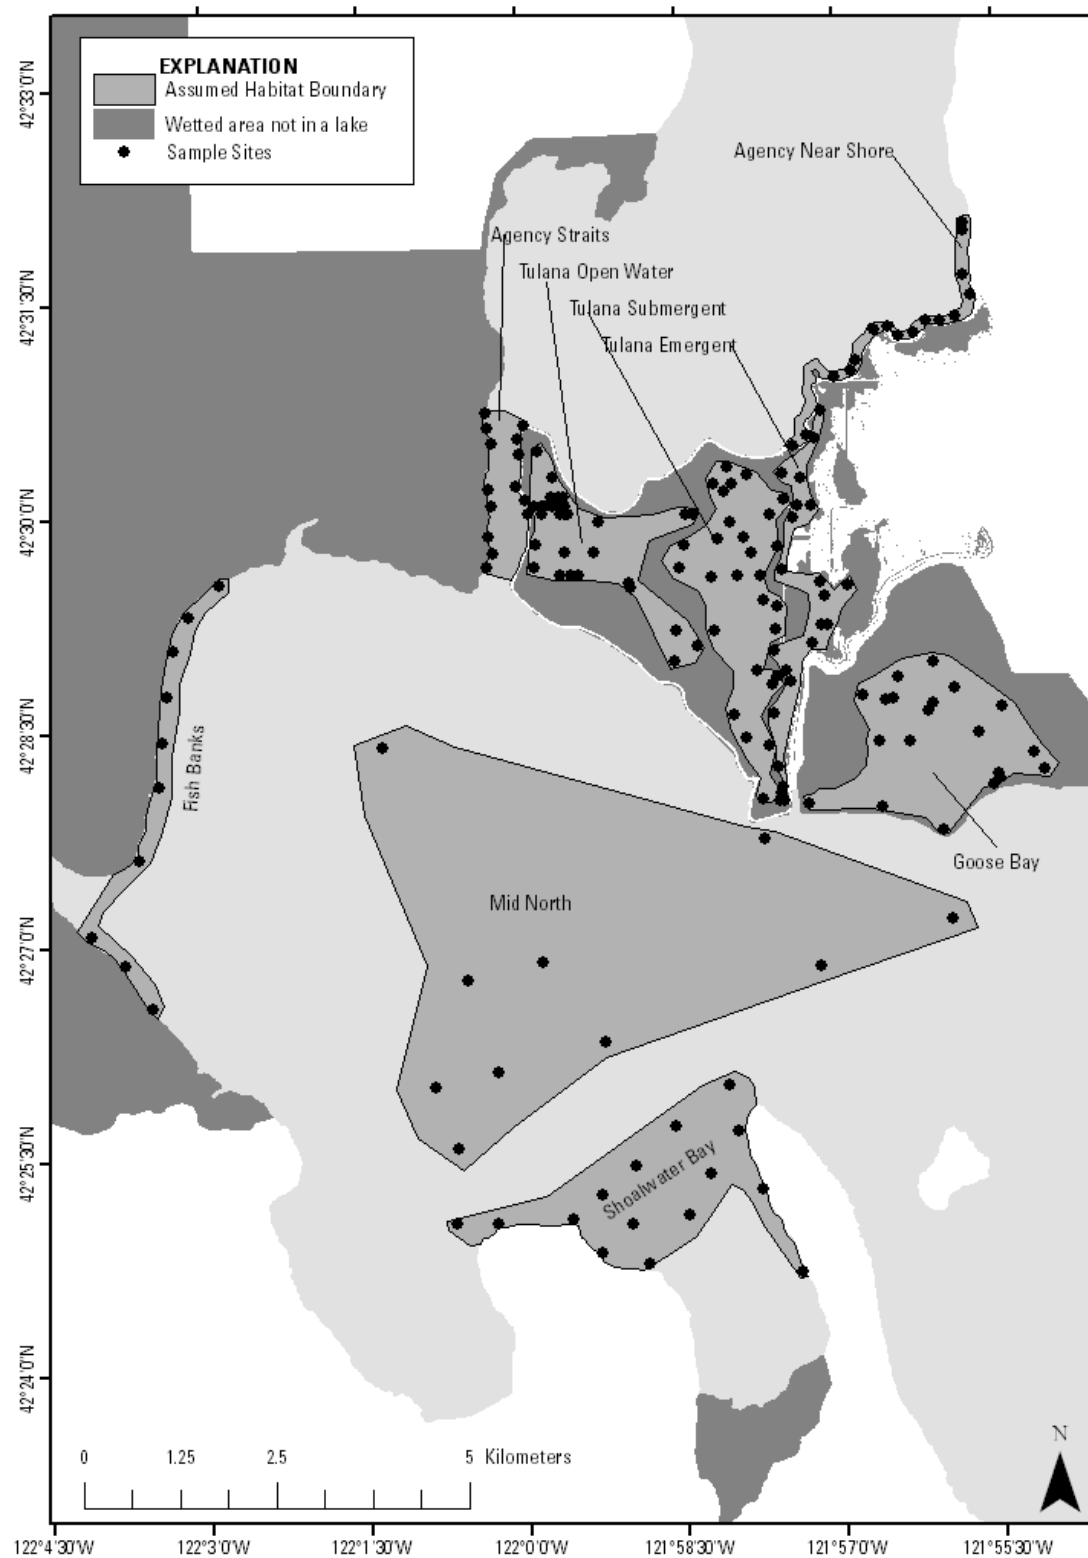 EXPLANATION
Assumed Habitat Boundary
Wetted area not in a lake
Sample Sites
Agency Near Shore
Agency Straits
Tulana Open Water
Tulana Submergent
Tulana Emergent
Fish Banks
Goose Bay
Mid North
Shoalwater Bay
42°33'0"N
42°31'30"N
42°30'0"N
42°28'30"N
42°27'0"N
42°25'30"N
42°24'0"N
0 1.25 2.5 5 Kilometers
N
122°4'30"W 122°3'0"W 122°1'30"W 122°0'0"W 121°58'30"W 121°57'0"W 121°55'30"W